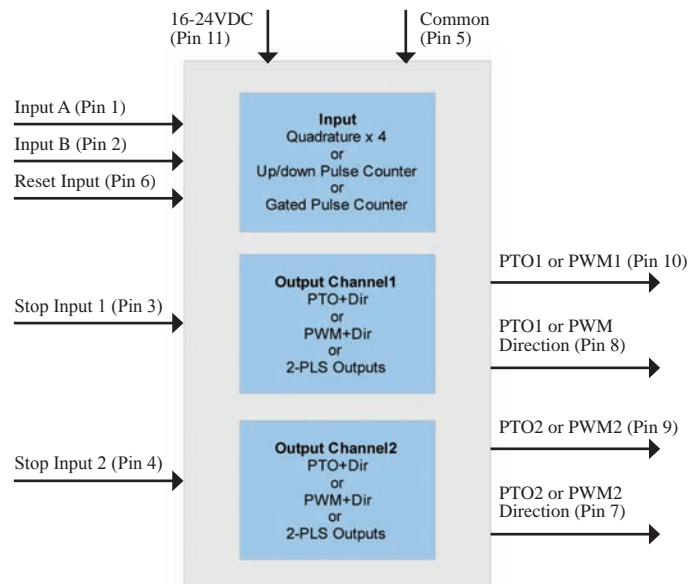 16-24VDC
(Pin 11)
Common
(Pin 5)
Input A (Pin 1)
Input B (Pin 2)
Reset Input (Pin 6)
Input
Quadrature x 4
or
Up/down Pulse Counter
or
Gated Pulse Counter
Stop Input 1 (Pin 3)
Output Channel1
PTO+Dir
or
PWM+Dir
or
2-PLS Outputs
PTO1 or PWM1 (Pin 10)
PTO1 or PWM
Direction (Pin 8)
Stop Input 2 (Pin 4)
Output Channel2
PTO+Dir
or
PWM+Dir
or
2-PLS Outputs
PTO2 or PWM2 (Pin 9)
PTO2 or PWM2
Direction (Pin 7)